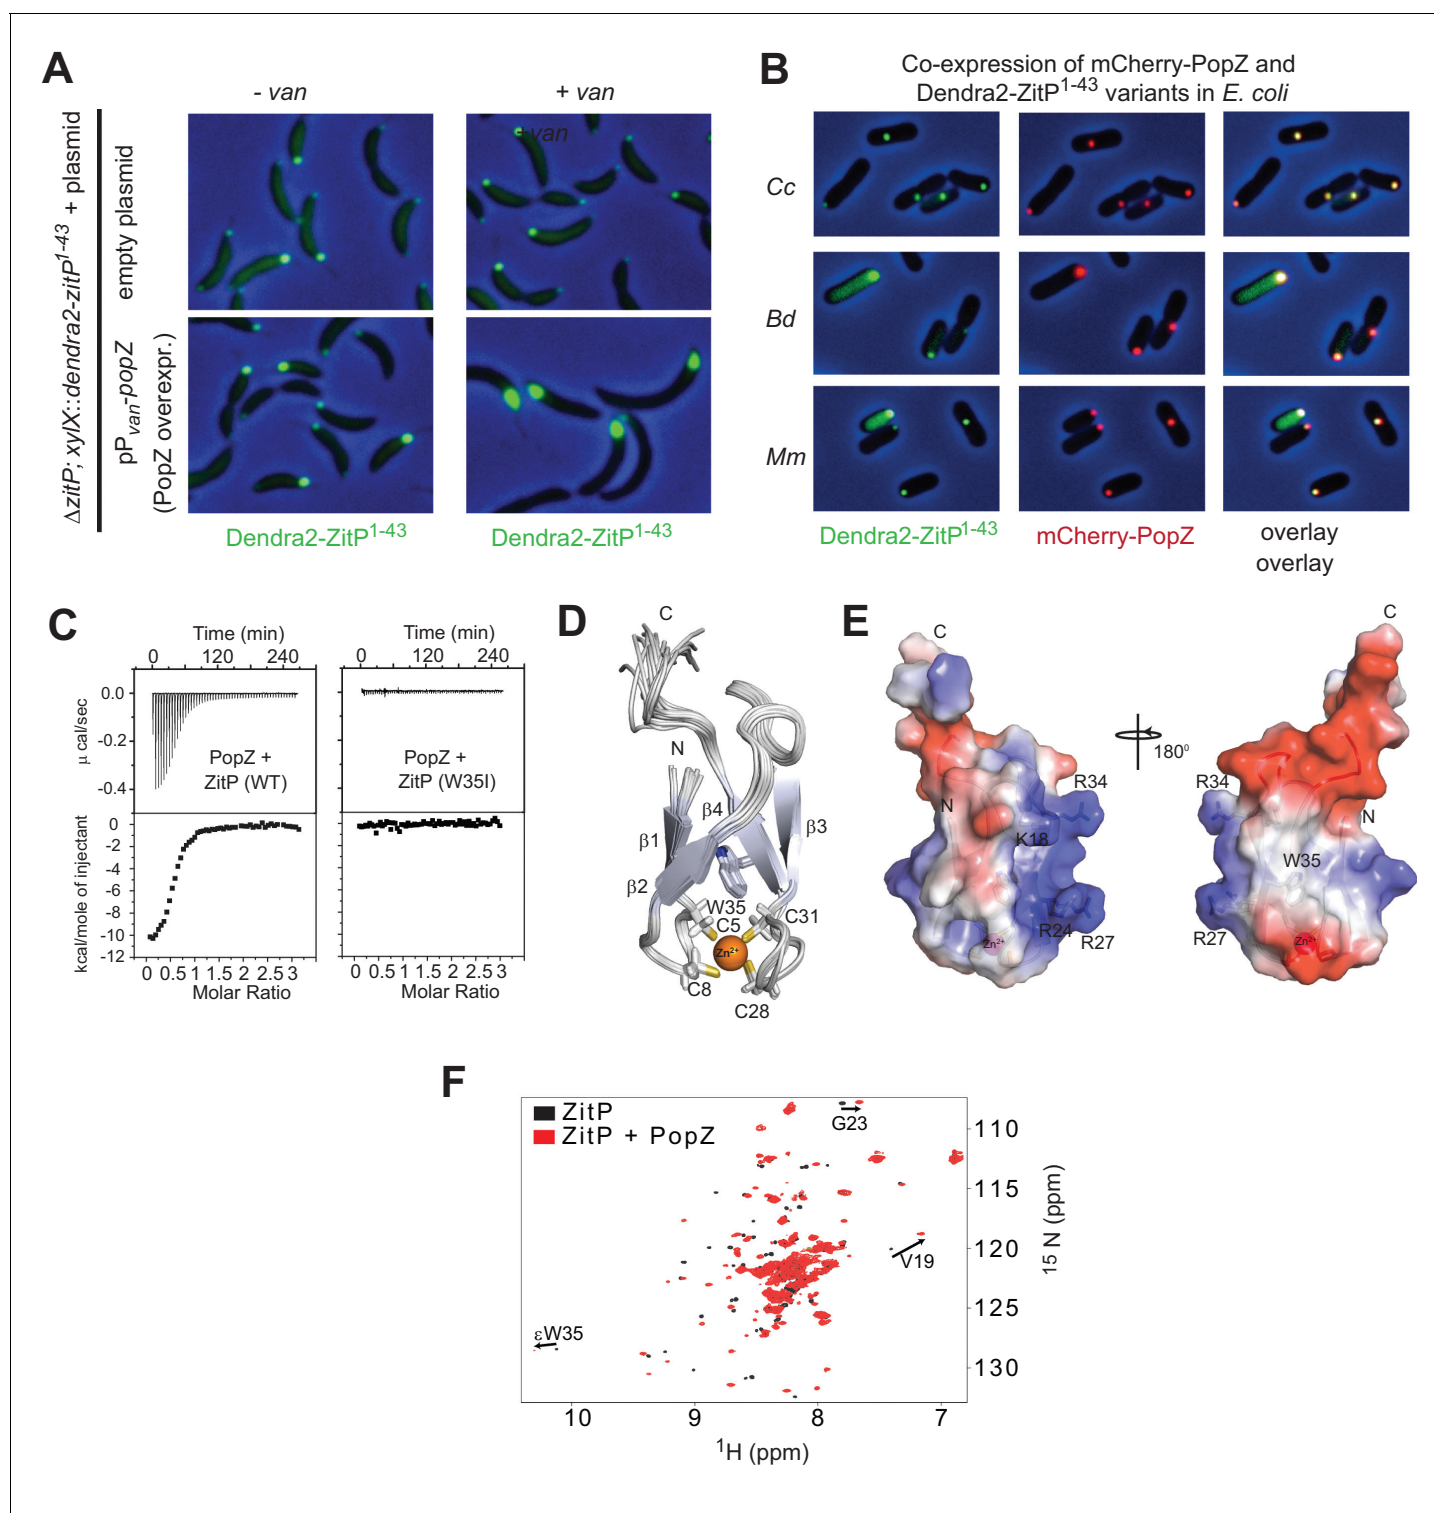 A
- van
+ van
+van
ΔzitP; xylX::dendra2-zitP1-43 + plasmid
empty plasmid
pPvan-popZ
(PopZ overexpr.)
Dendra2-ZitP1-43
Dendra2-ZitP1-43
B
Co-expression of mCherry-PopZ and
Dendra2-ZitP1-43 variants in E. coli
Cc
Bd
Mm
Dendra2-ZitP1-43
mCherry-PopZ
overlay
overlay
C
Time (min)
0 120 240
μ cal/sec
0.0
-0.2
-0.4
PopZ +
ZitP (WT)
kcal/mole of injectant
0
-2
-4
-6
-8
-10
-12
0 0.5 1 1.5 2 2.5 3
Molar Ratio
Time (min)
0 120 260
PopZ +
ZitP (W35I)
0 0.5 1 1.5 2 2.5 3
Molar Ratio
D
C
N
β4
β1
β3
β2
W35
C5
C31
Zn2+
C8
C28
E
C
N
R34
K18
R24
R27
Zn2+
180⁰
C
R34
N
W35
R27
Zn2+
F
ZitP
ZitP + PopZ
G23
V19
εW35
110
115
120
125
130
15 N (ppm)
10 9 8 7
1H (ppm)